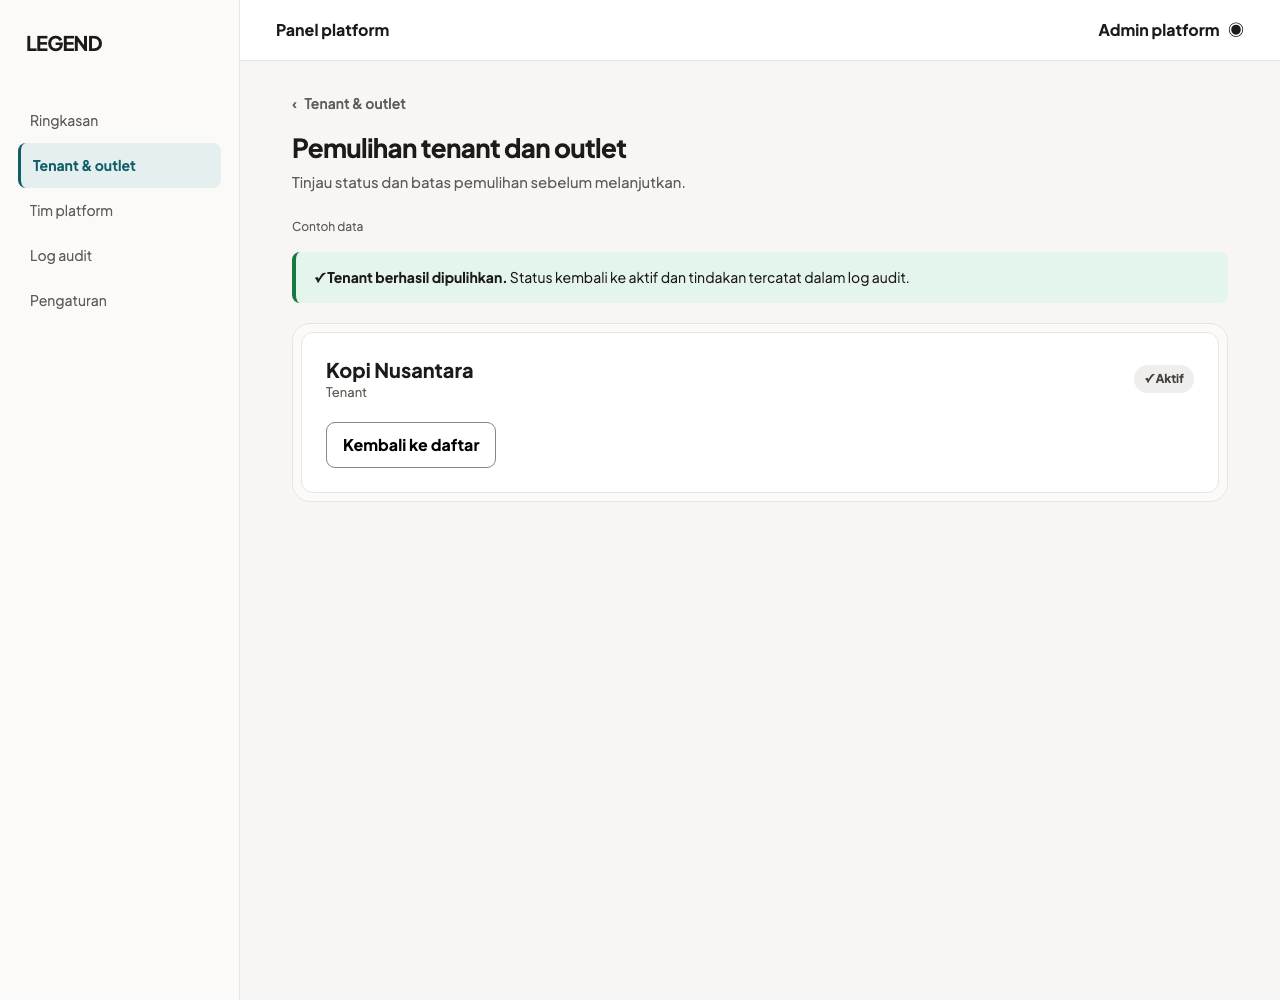 LEGEND
Panel platform
Admin platform ◉
Ringkasan
Tenant & outlet
Tim platform
Log audit
Pengaturan
‹ Tenant & outlet
Pemulihan tenant dan outlet
Tinjau status dan batas pemulihan sebelum melanjutkan.
Contoh data
✓Tenant berhasil dipulihkan. Status kembali ke aktif dan tindakan tercatat dalam log audit.
Kopi Nusantara
Tenant
✓Aktif
Kembali ke daftar